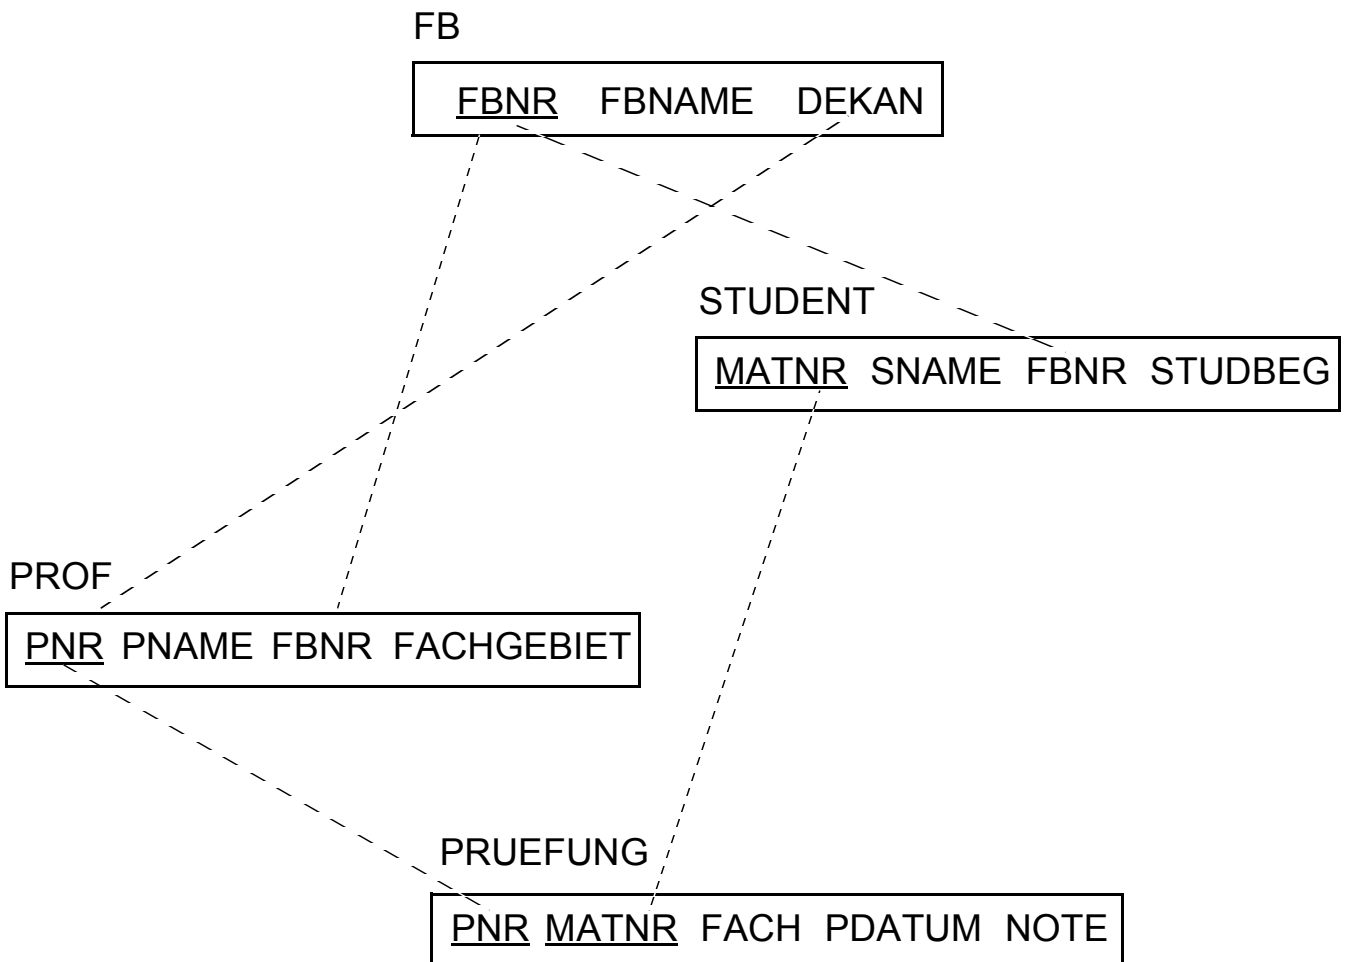 FB
FBNR FBNAME DEKAN
STUDENT
MATNR SNAME FBNR STUDBEG
PROF
PNR PNAME FBNR FACHGEBIET
PRUEFUNG
PNR MATNR FACH PDATUM NOTE